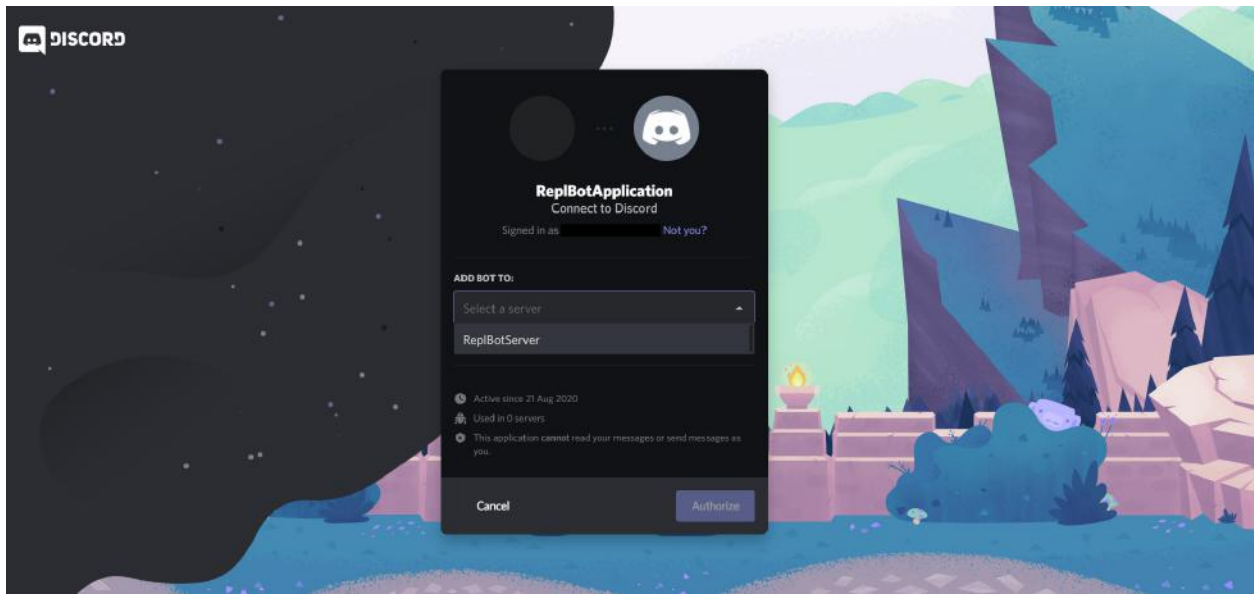 DISCORD
ReplBotApplication
Connect to Discord
Signed in as Not you?
ADD BOT TO:
Select a server
ReplBotServer
Active since 21 Aug 2020
Used in 0 servers
This application cannot read your messages or send messages as
you.
Cancel
Authorize